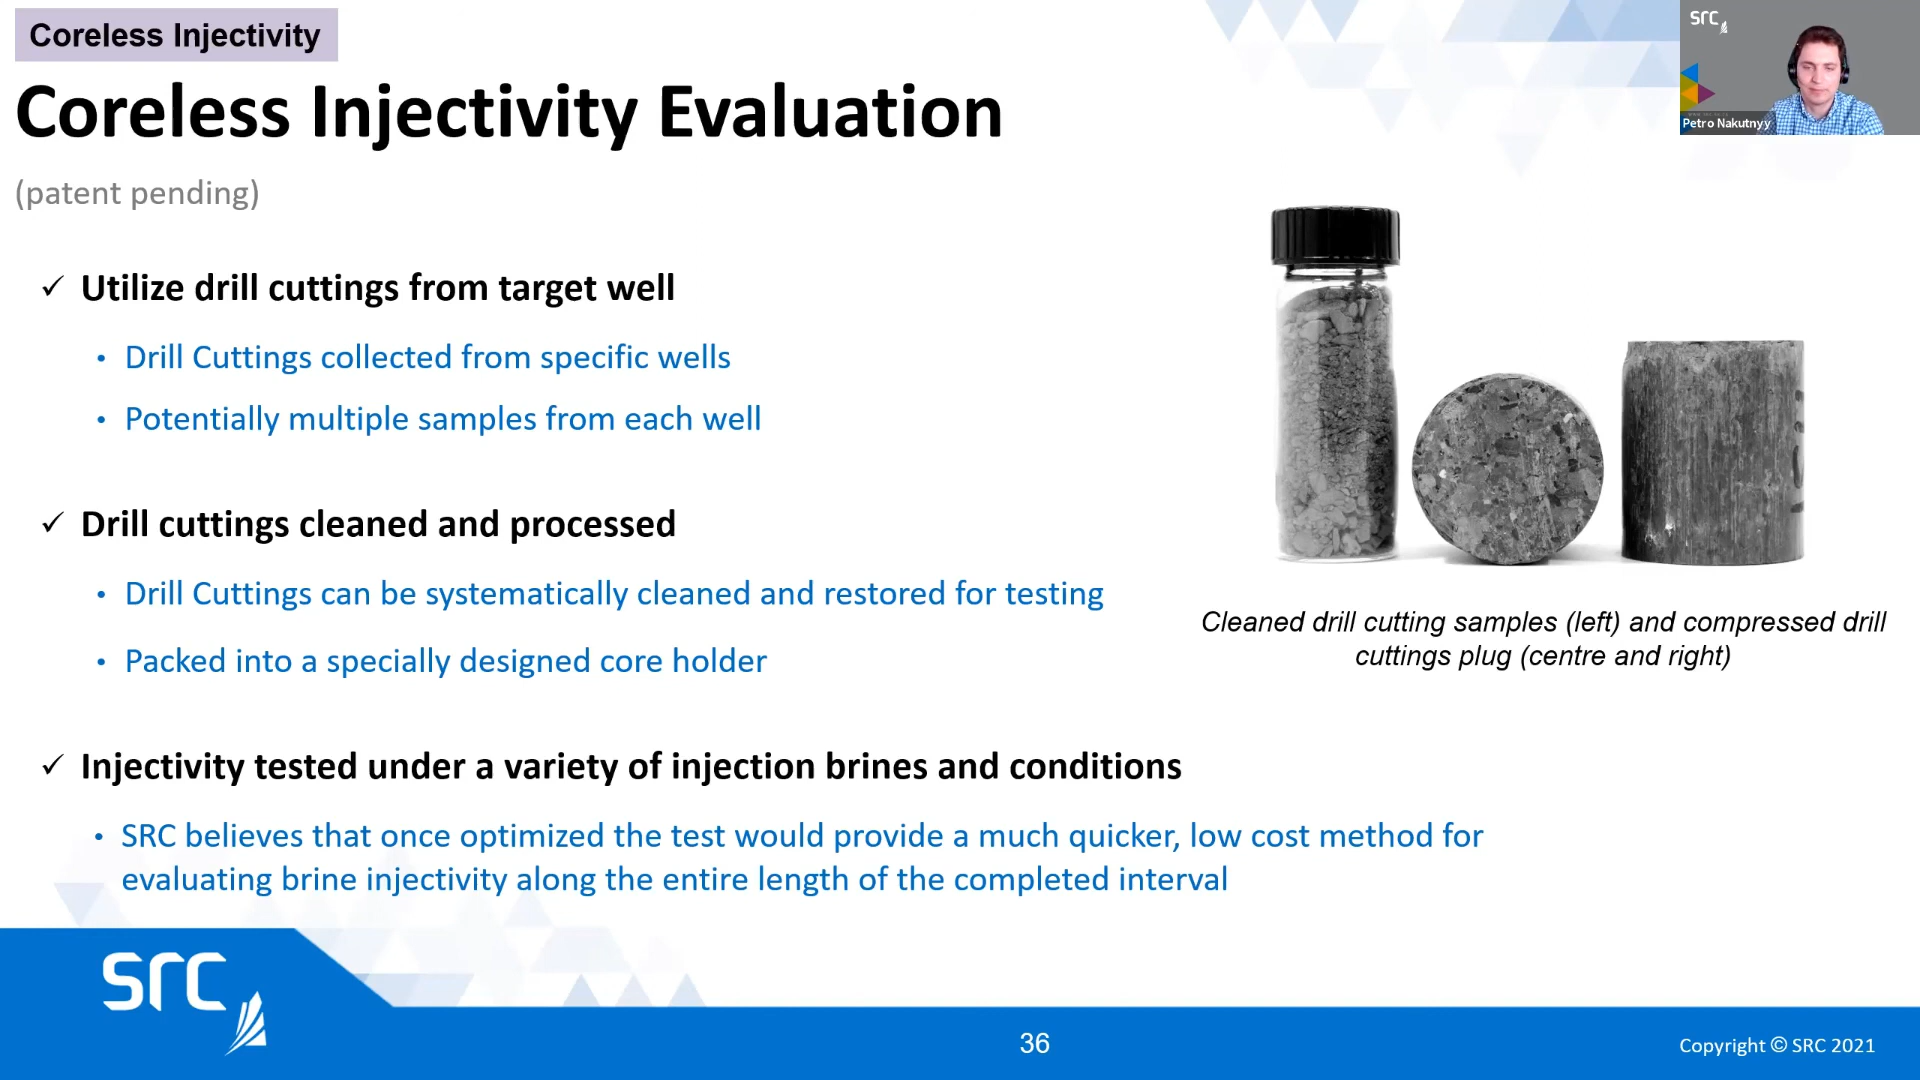 Coreless Injectivity
Coreless Injectivity Evaluation
(patent pending)
✓ Utilize drill cuttings from target well
• Drill Cuttings collected from specific wells
• Potentially multiple samples from each well
✓ Drill cuttings cleaned and processed
• Drill Cuttings can be systematically cleaned and restored for testing
• Packed into a specially designed core holder
✓ Injectivity tested under a variety of injection brines and conditions
• SRC believes that once optimized the test would provide a much quicker, low cost method for
evaluating brine injectivity along the entire length of the completed interval
src
Petro Nakutnyy
Cleaned drill cutting samples (left) and compressed drill
cuttings plug (centre and right)
src
36
Copyright © SRC 2021